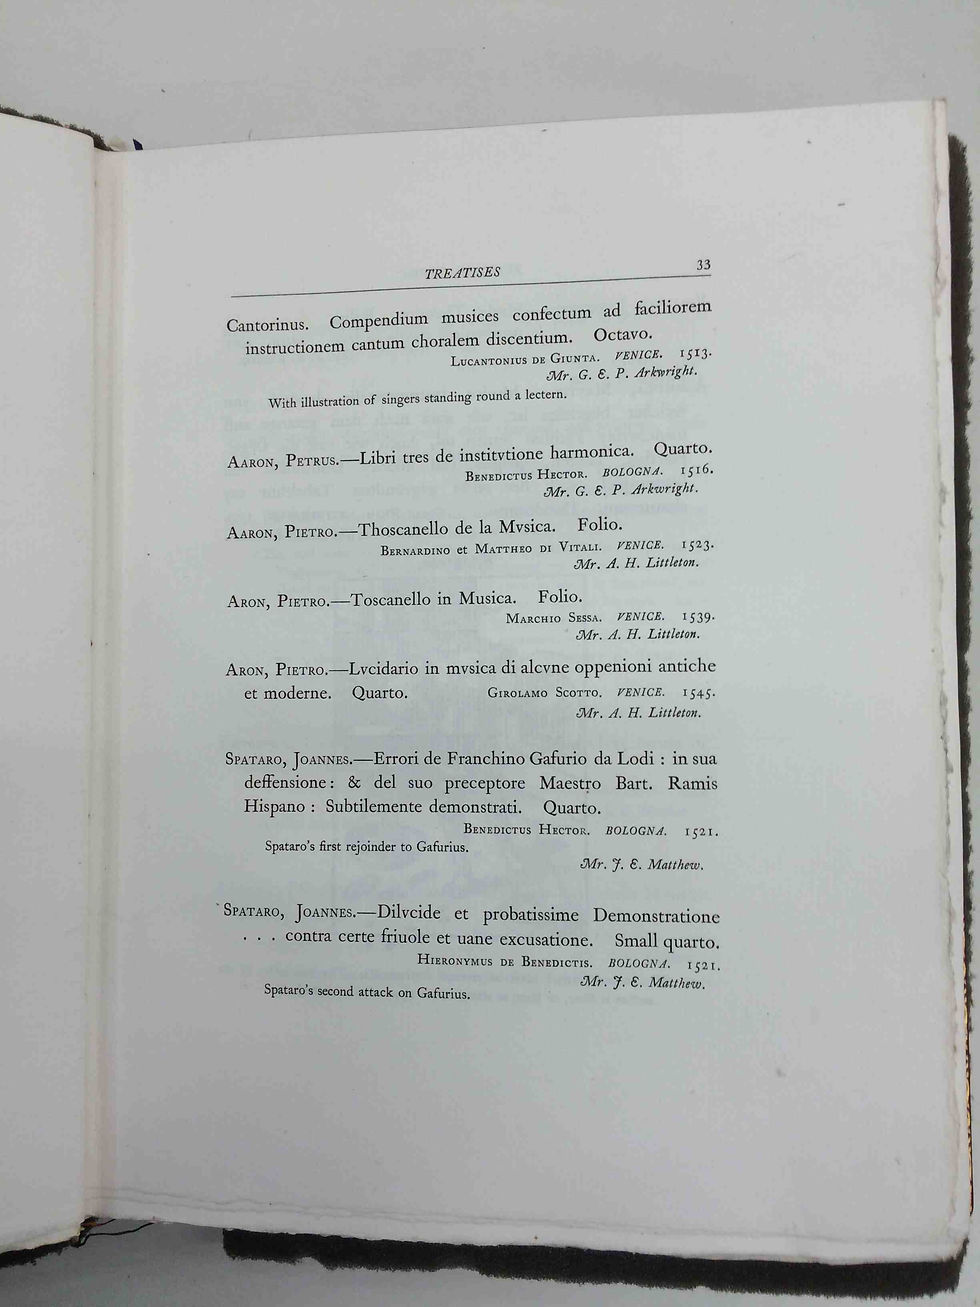 TREATISES 33
Cantorinus. Compendium musices confectum ad faciliorem
instructionem cantum choralem discentium. Octavo.
Lucantonius de Giunta. VENICE. 1513.
Mr. G. E. P. Arkwright.
With illustration of singers standing round a lectern.
Aaron, Petrus.—Libri tres de institvtione harmonica. Quarto.
Benedictus Hector. BOLOGNA. 1516.
Mr. G. E. P. Arkwright.
Aaron, Pietro.—Thoscanello de la Mvsica. Folio.
Bernardino et Mattheo di Vitali. VENICE. 1523.
Mr. A. H. Littleton.
Aron, Pietro.—Toscanello in Musica. Folio.
Marchio Sessa. VENICE. 1539.
Mr. A. H. Littleton.
Aron, Pietro.—Lvcidario in mvsica di alcvne oppenioni antiche
et moderne. Quarto. Girolamo Scotto. VENICE. 1545.
Mr. A. H. Littleton.
Spataro, Joannes.—Errori de Franchino Gafurio da Lodi : in sua
deffensione : & del suo preceptore Maestro Bart. Ramis
Hispano : Subtilemente demonstrati. Quarto.
Benedictus Hector. BOLOGNA. 1521.
Spataro's first rejoinder to Gafurius.
Mr. J. E. Matthew.
Spataro, Joannes.—Dilvcide et probatissime Demonstratione
. . . contra certe friuole et uane excusatione. Small quarto.
Hieronymus de Benedictis. BOLOGNA. 1521.
Mr. J. E. Matthew.
Spataro's second attack on Gafurius.